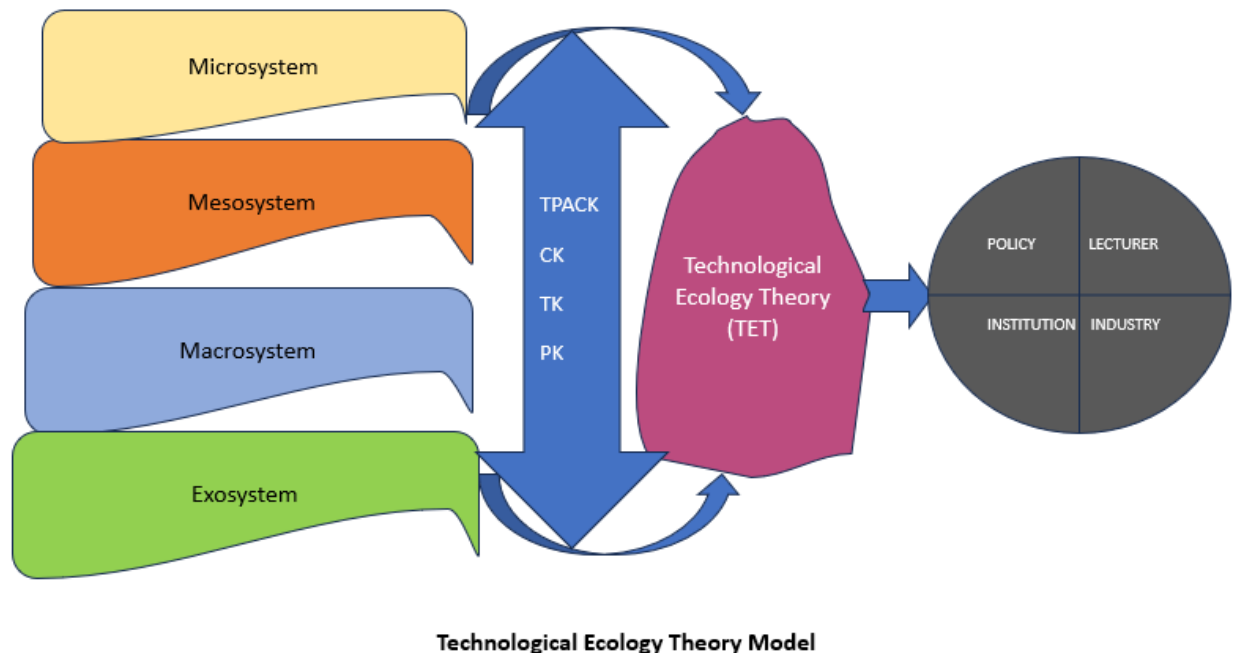 Microsystem
Mesosystem
Macrosystem
Exosystem
TPACK
CK
TK
PK
Technological
Ecology Theory
(TET)
POLICY
LECTURER
INSTITUTION
INDUSTRY
Technological Ecology Theory Model